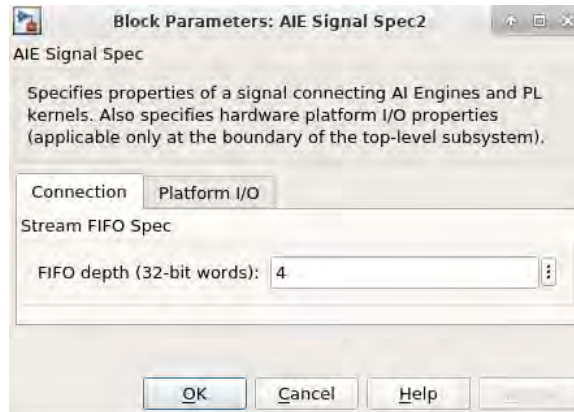 Block Parameters: AIE Signal Spec2
AIE Signal Spec
Specifies properties of a signal connecting AI Engines and PL
kernels. Also specifies hardware platform I/O properties
(applicable only at the boundary of the top-level subsystem).
Connection Platform I/O
Stream FIFO Spec
FIFO depth (32-bit words): 4
OK Cancel Help